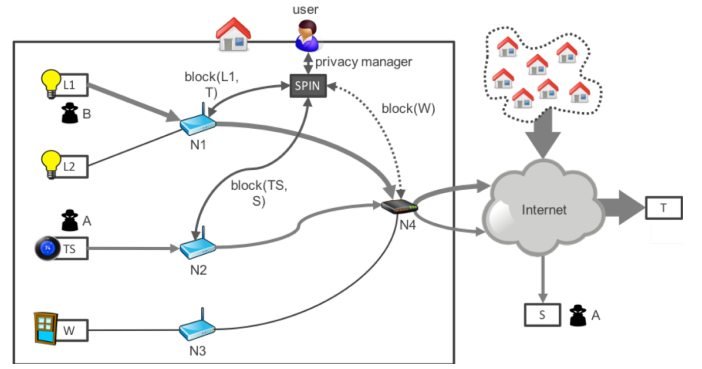 user
privacy manager
L1
B
block(L1,
T)
SPIN
block(W)
N1
L2
block(TS,
S)
A
Internet
T
N4
TS
N2
S
A
W
N3